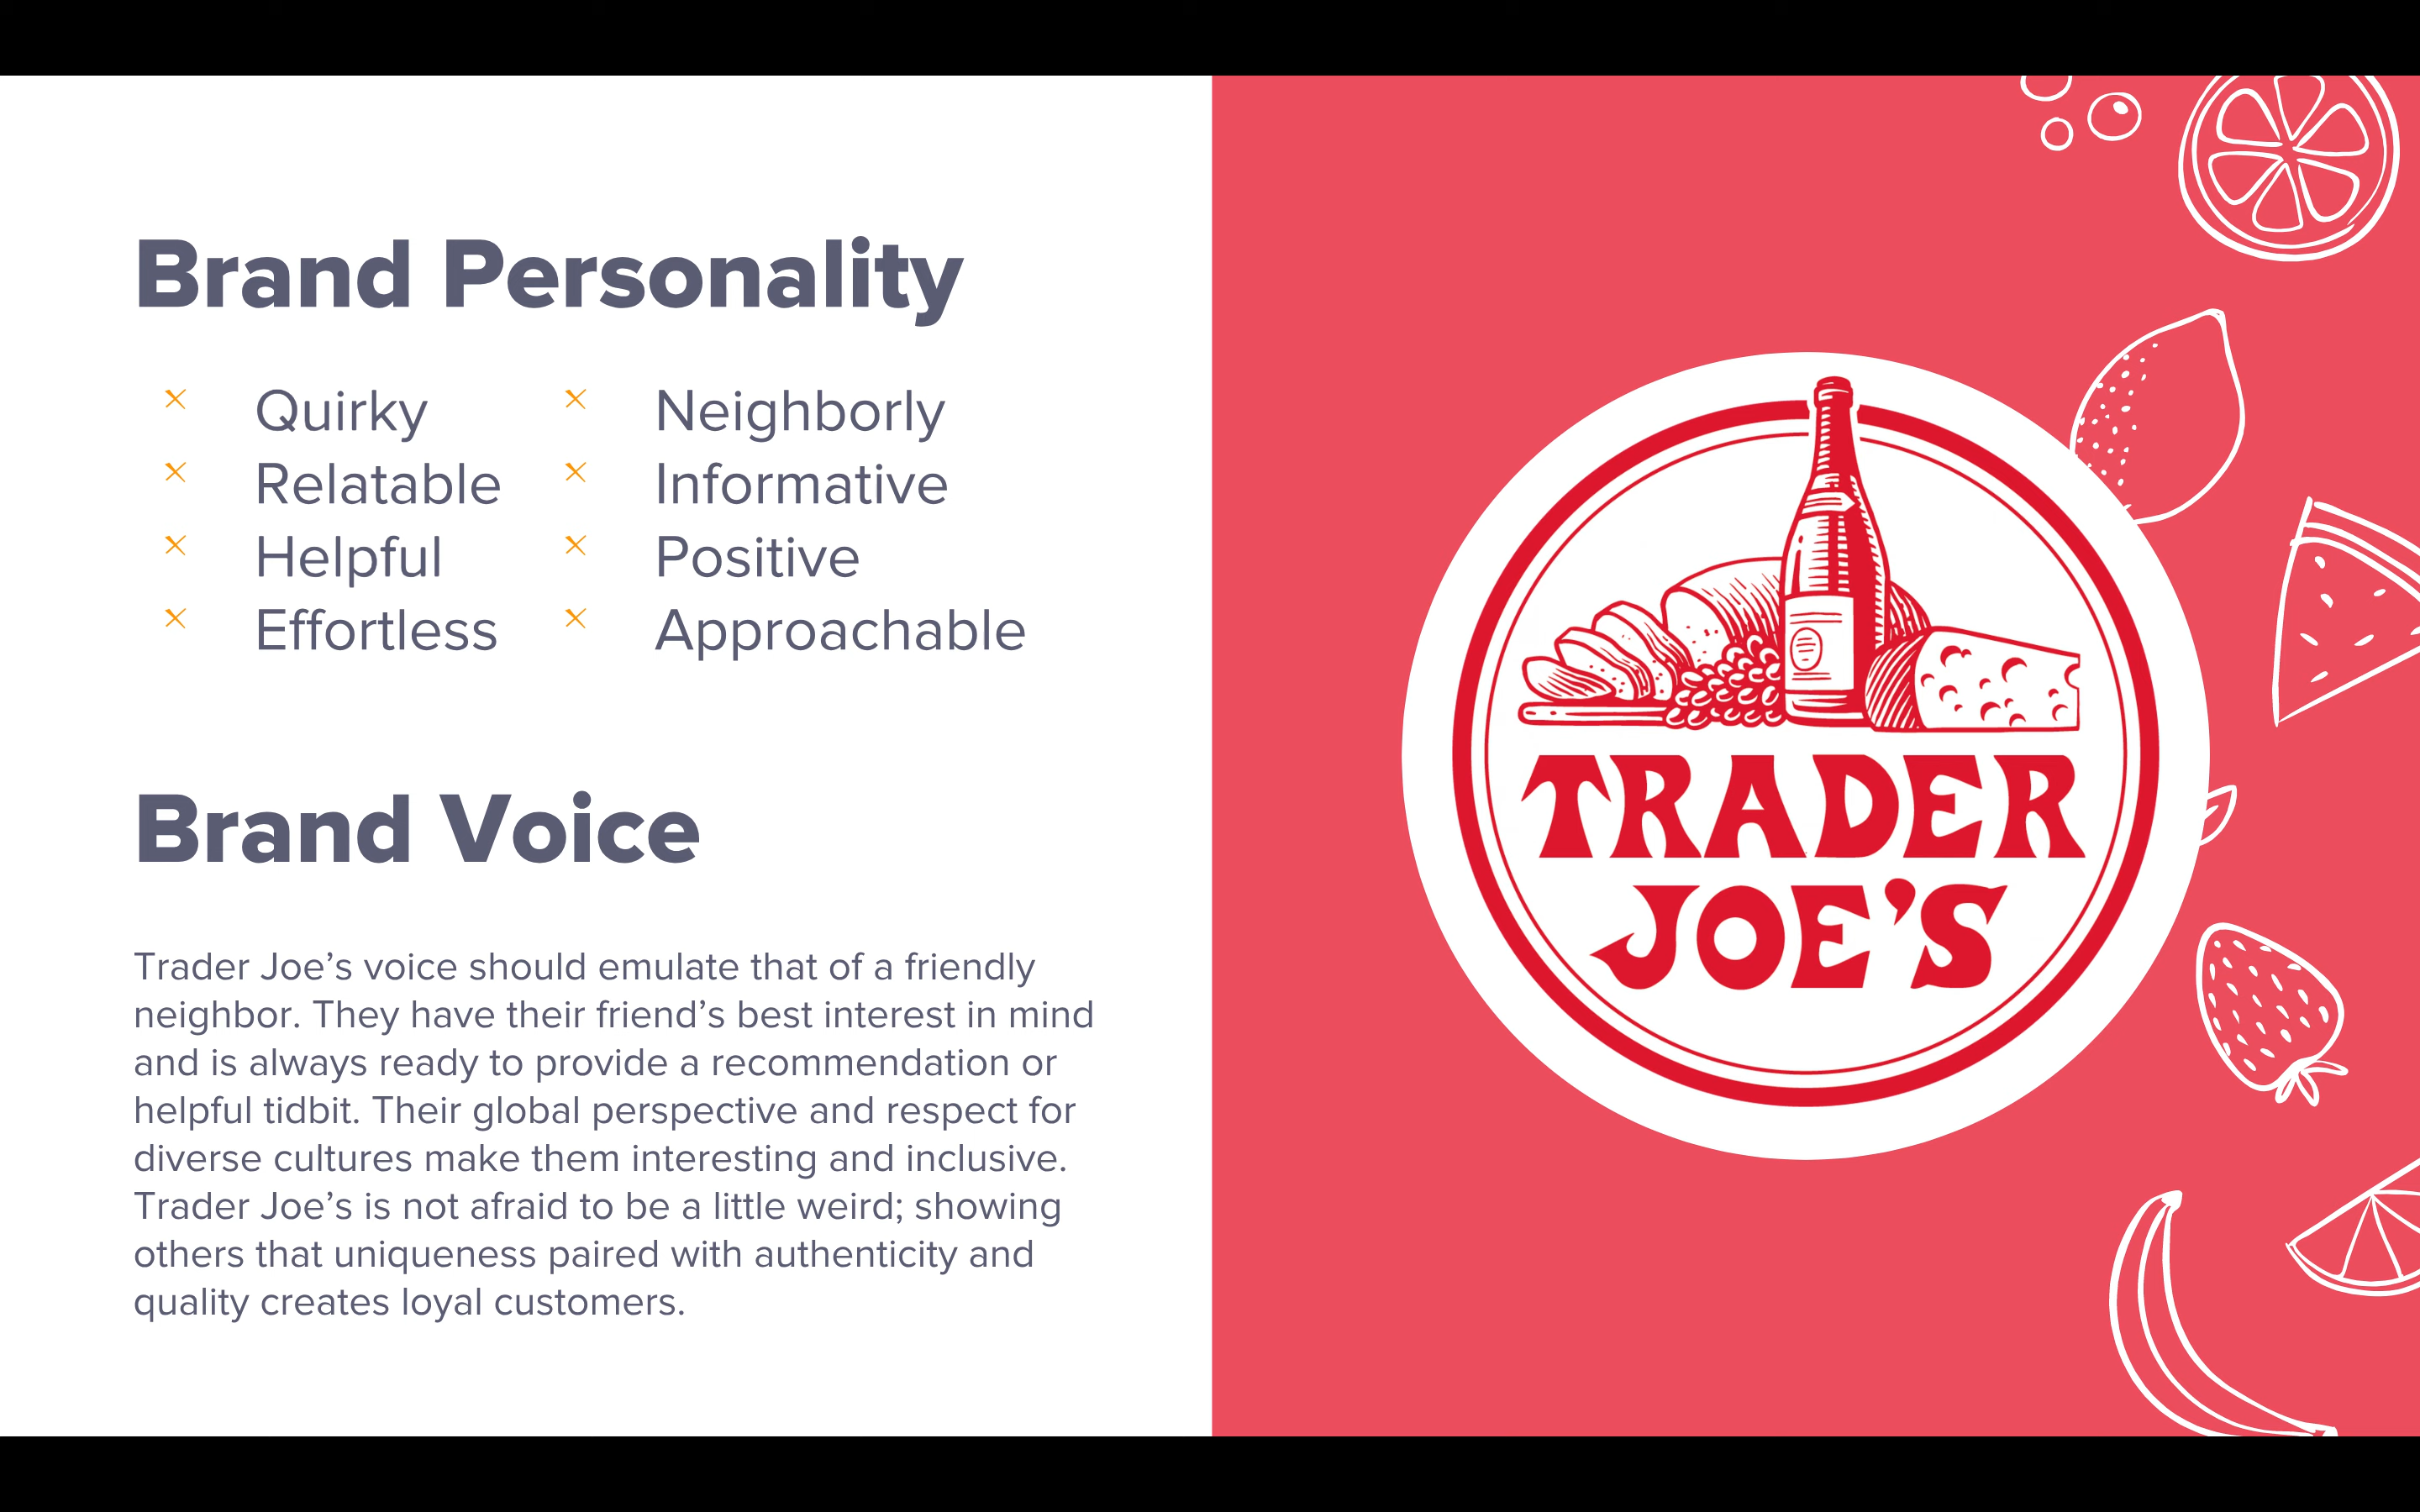 Brand Personality
× Quirky
× Relatable
× Helpful
× Effortless
× Neighborly
× Informative
× Positive
× Approachable
Brand Voice
Trader Joe’s voice should emulate that of a friendly
neighbor. They have their friend’s best interest in mind
and is always ready to provide a recommendation or
helpful tidbit. Their global perspective and respect for
diverse cultures make them interesting and inclusive.
Trader Joe’s is not afraid to be a little weird; showing
others that uniqueness paired with authenticity and
quality creates loyal customers.
TRADER
JOE’S